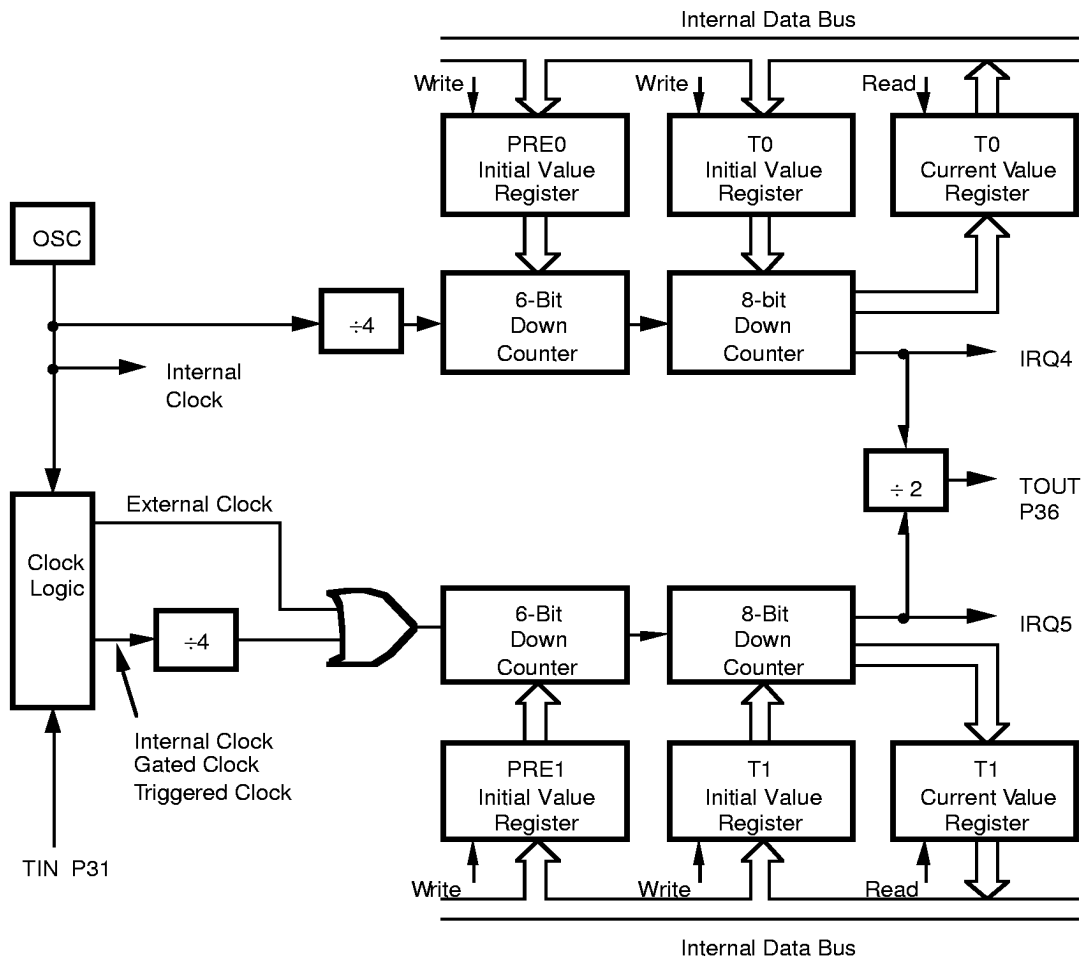 Internal Data Bus
Write
Write
Read
PRE0
Initial Value
Register
T0
Initial Value
Register
T0
Current Value
Register
OSC
÷4
6-Bit
Down
Counter
8-bit
Down
Counter
IRQ4
Internal
Clock
÷ 2
TOUT
P36
External Clock
Clock
Logic
÷4
6-Bit
Down
Counter
8-Bit
Down
Counter
IRQ5
Internal Clock
Gated Clock
Triggered Clock
PRE1
Initial Value
Register
T1
Initial Value
Register
T1
Current Value
Register
TIN P31
Write
Write
Read
Internal Data Bus